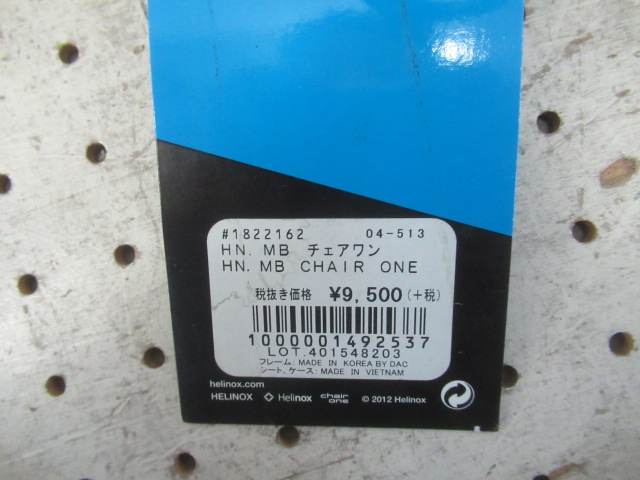 #1822162 04-513
HN. MB チェアワン
HN. MB CHAIR ONE
税抜き価格 ¥9,500(+税)
1000001492537
LOT.401548203
フレーム: MADE IN KOREA BY DAC
シート、ケース: MADE IN VIETNAM
helinox.com
HELINOX Helinox chair one © 2012 Helinox